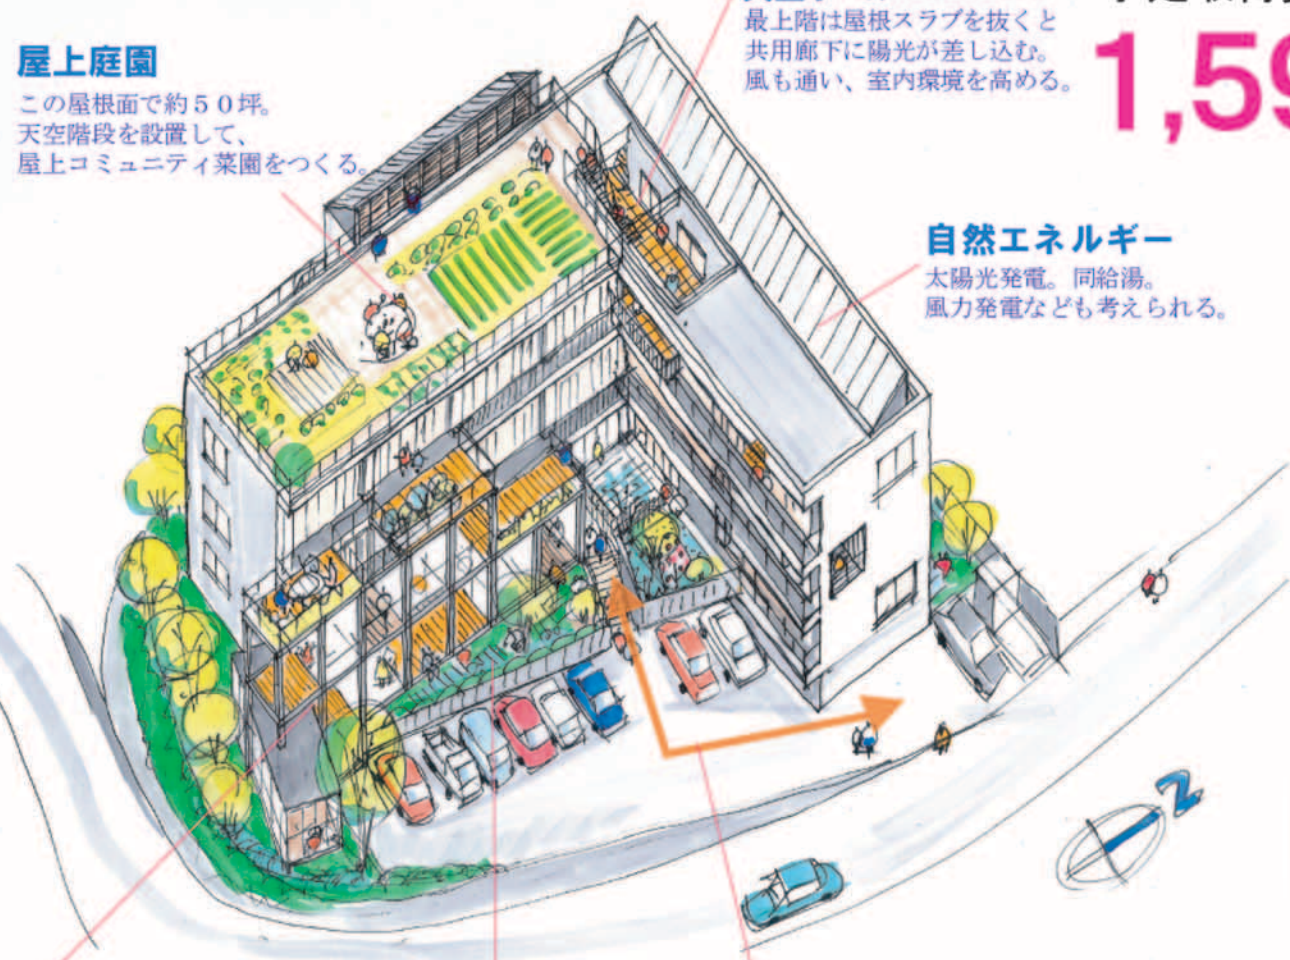 屋上庭園
この屋根面で約５０坪。
天空階段を設置して、
屋上コミュニティ菜園をつくる。
最上階は屋根スラブを抜くと
共用廊下に陽光が差し込む。
風も通い、室内環境を高める。
1,59
自然エネルギー
太陽光発電。同給湯。
風力発電なども考えられる。
N